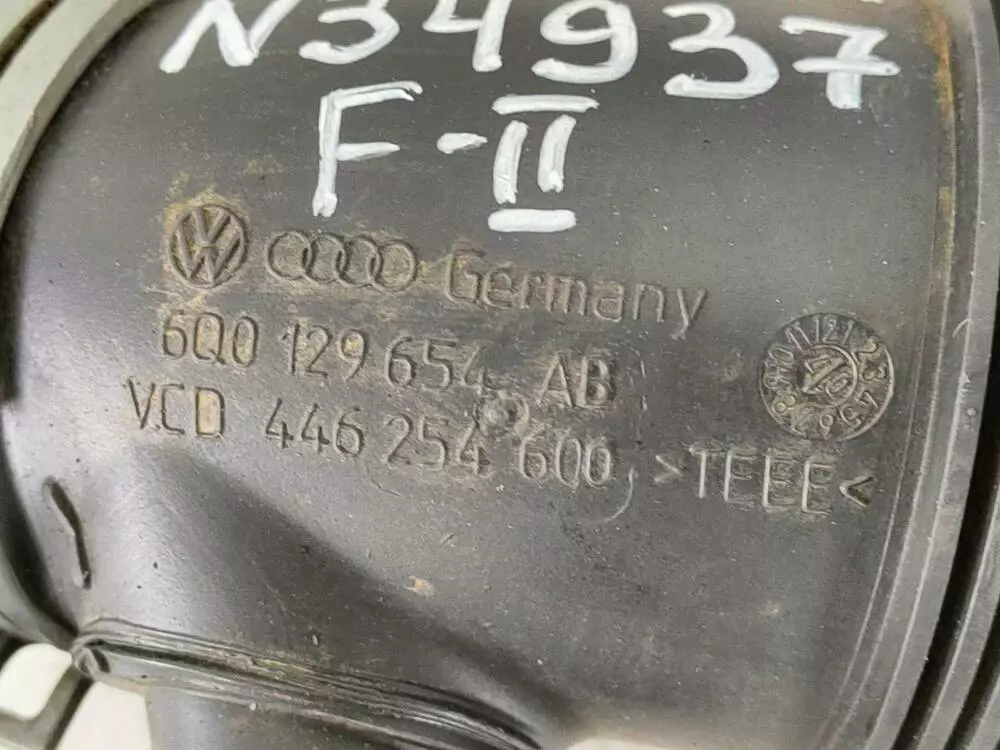 N34937
F-II
Germany
6Q0 129 654 AB
VCD 446 254 600 >TEEE<